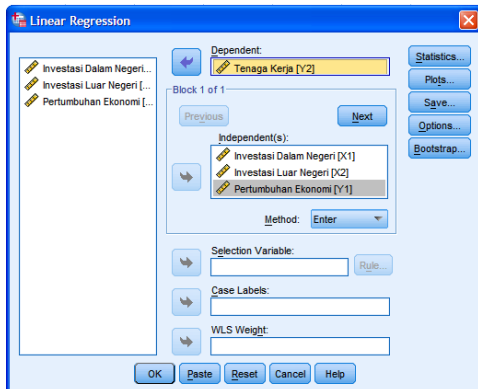 Linear Regression
Investasi Dalam Negeri...
Investasi Luar Negeri [...
Pertumbuhan Ekonomi [...
Dependent:
Tenaga Kerja [Y2]
Block 1 of 1
Previous
Next
Independent(s):
Investasi Dalam Negeri [X1]
Investasi Luar Negeri [X2]
Pertumbuhan Ekonomi [Y1]
Method:
Enter
Selection Variable:
Rule...
Case Labels:
WLS Weight:
Statistics...
Plots...
Save...
Options...
Bootstrap...
OK
Paste
Reset
Cancel
Help